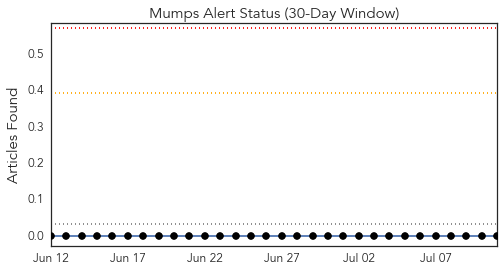 Mumps Alert Status (30-Day Window)
Articles Found
0.5
0.4
0.3
0.2
0.1
0.0
Jun 12 Jun 17 Jun 22 Jun 27 Jul 02 Jul 07